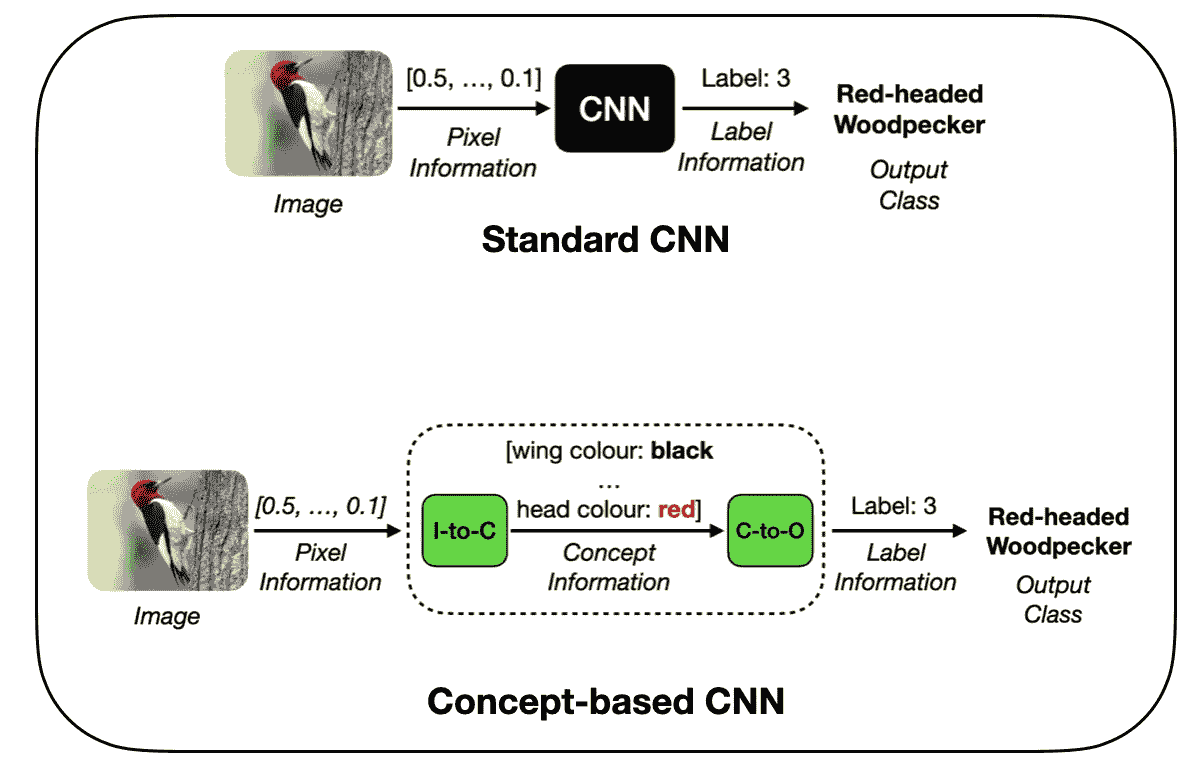 [0.5, …, 0.1]
CNN
Label: 3
Red-headed
Woodpecker
Pixel
Information
Label
Information
Output
Class
Image
Standard CNN
[wing colour: black
…
head colour: red]
[0.5, …, 0.1]
I-to-C
C-to-O
Label: 3
Red-headed
Woodpecker
Pixel
Information
Concept
Information
Label
Information
Output
Class
Image
Concept-based CNN